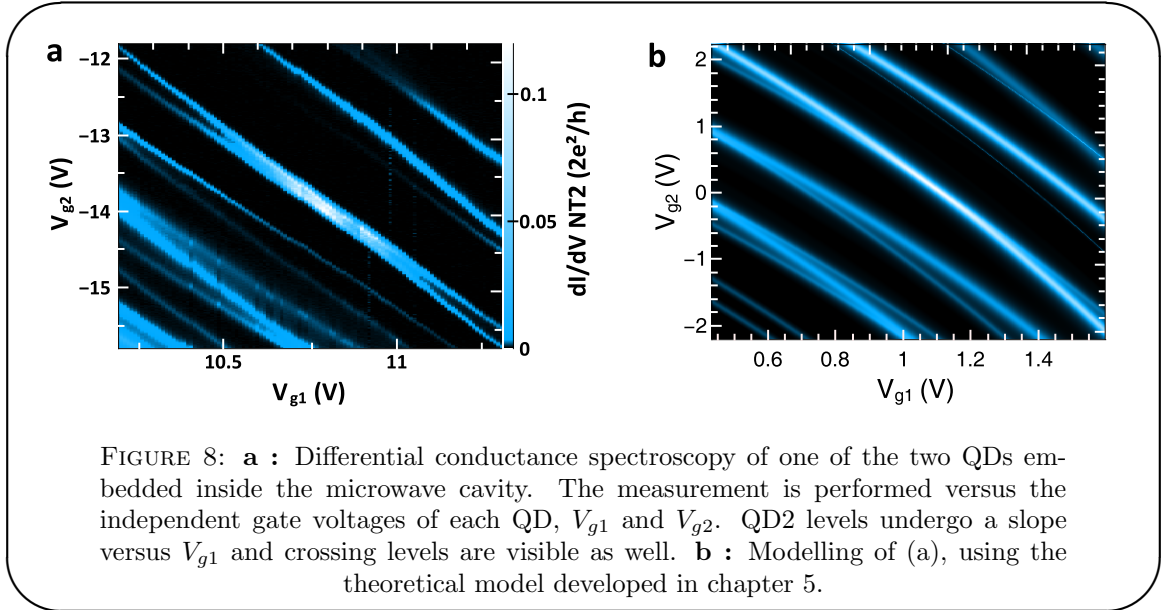 a
−12
−13
−14
−15
V_g2 (V)
10.5
11
V_g1 (V)
0.1
0.05
0
dI/dV NT2 (2e²/h)
b
2
1
0
−1
−2
V_g2 (V)
0.6
0.8
1
1.2
1.4
V_g1 (V)
FIGURE 8: a : Differential conductance spectroscopy of one of the two QDs em-
bedded inside the microwave cavity. The measurement is performed versus the
independent gate voltages of each QD, V_g1 and V_g2. QD2 levels undergo a slope
versus V_g1 and crossing levels are visible as well. b : Modelling of (a), using the
theoretical model developed in chapter 5.